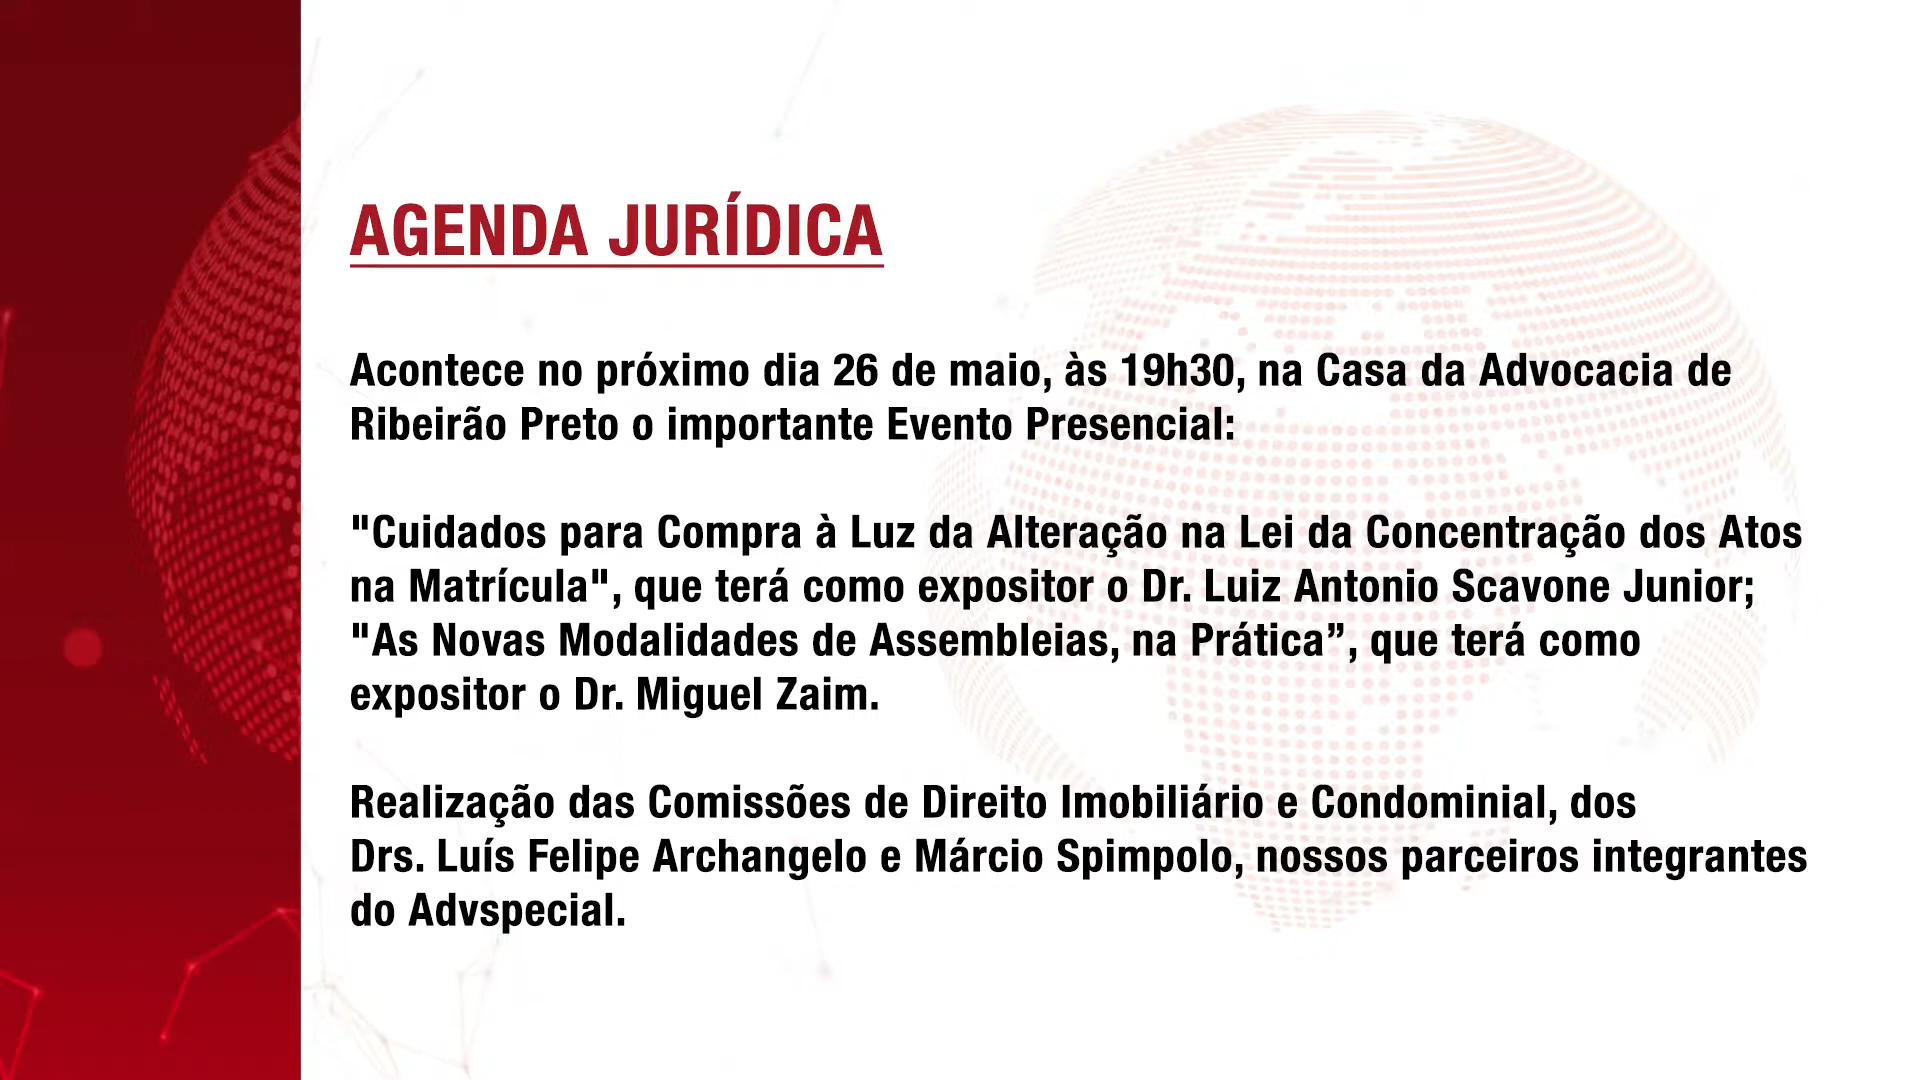 AGENDA JURÍDICA
Acontece no próximo dia 26 de maio, às 19h30, na Casa da Advocacia de
Ribeirão Preto o importante Evento Presencial:
"Cuidados para Compra à Luz da Alteração na Lei da Concentração dos Atos
na Matrícula", que terá como expositor o Dr. Luiz Antonio Scavone Junior;
"As Novas Modalidades de Assembleias, na Prática”, que terá como
expositor o Dr. Miguel Zaim.
Realização das Comissões de Direito Imobiliário e Condominial, dos
Drs. Luís Felipe Archangelo e Márcio Spimpolo, nossos parceiros integrantes
do Advspecial.